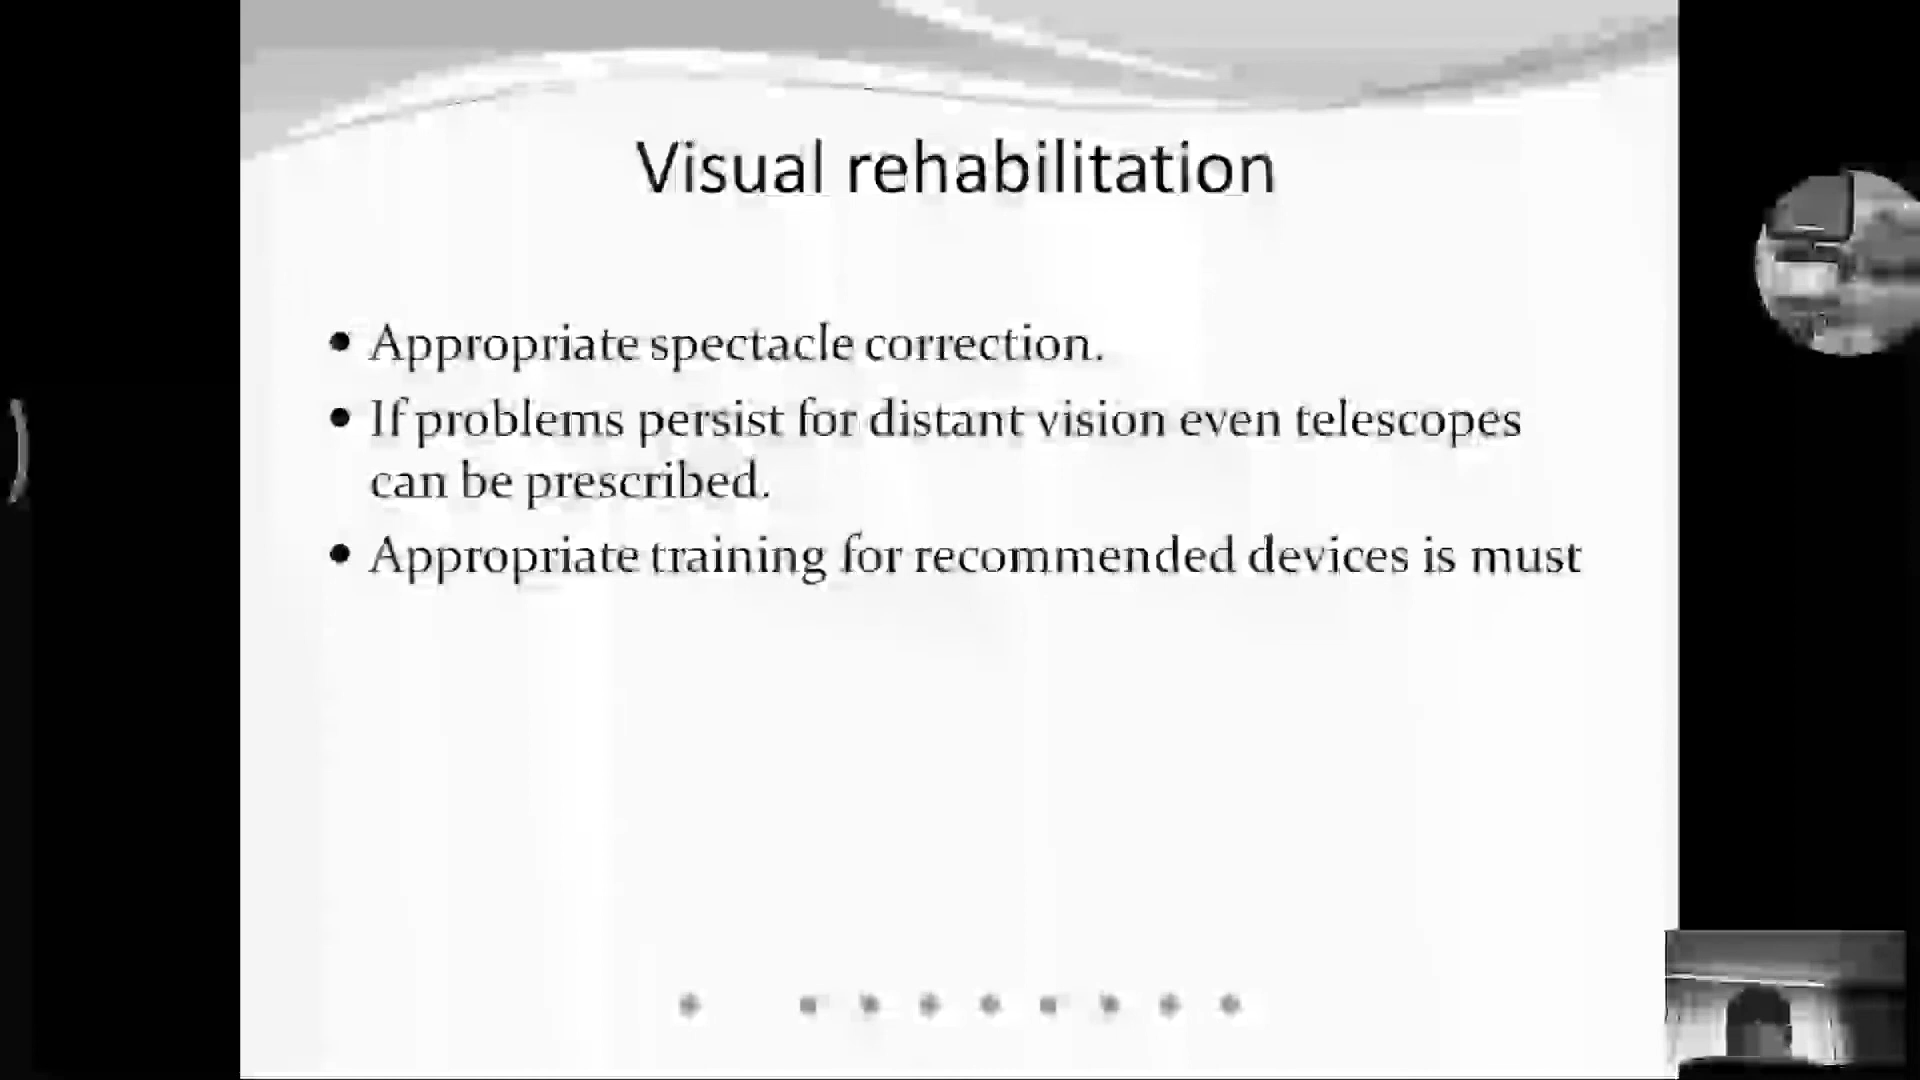 Visual rehabilitation
• Appropriate spectacle correction.
• If problems persist for distant vision even telescopes
can be prescribed.
• Appropriate training for recommended devices is must